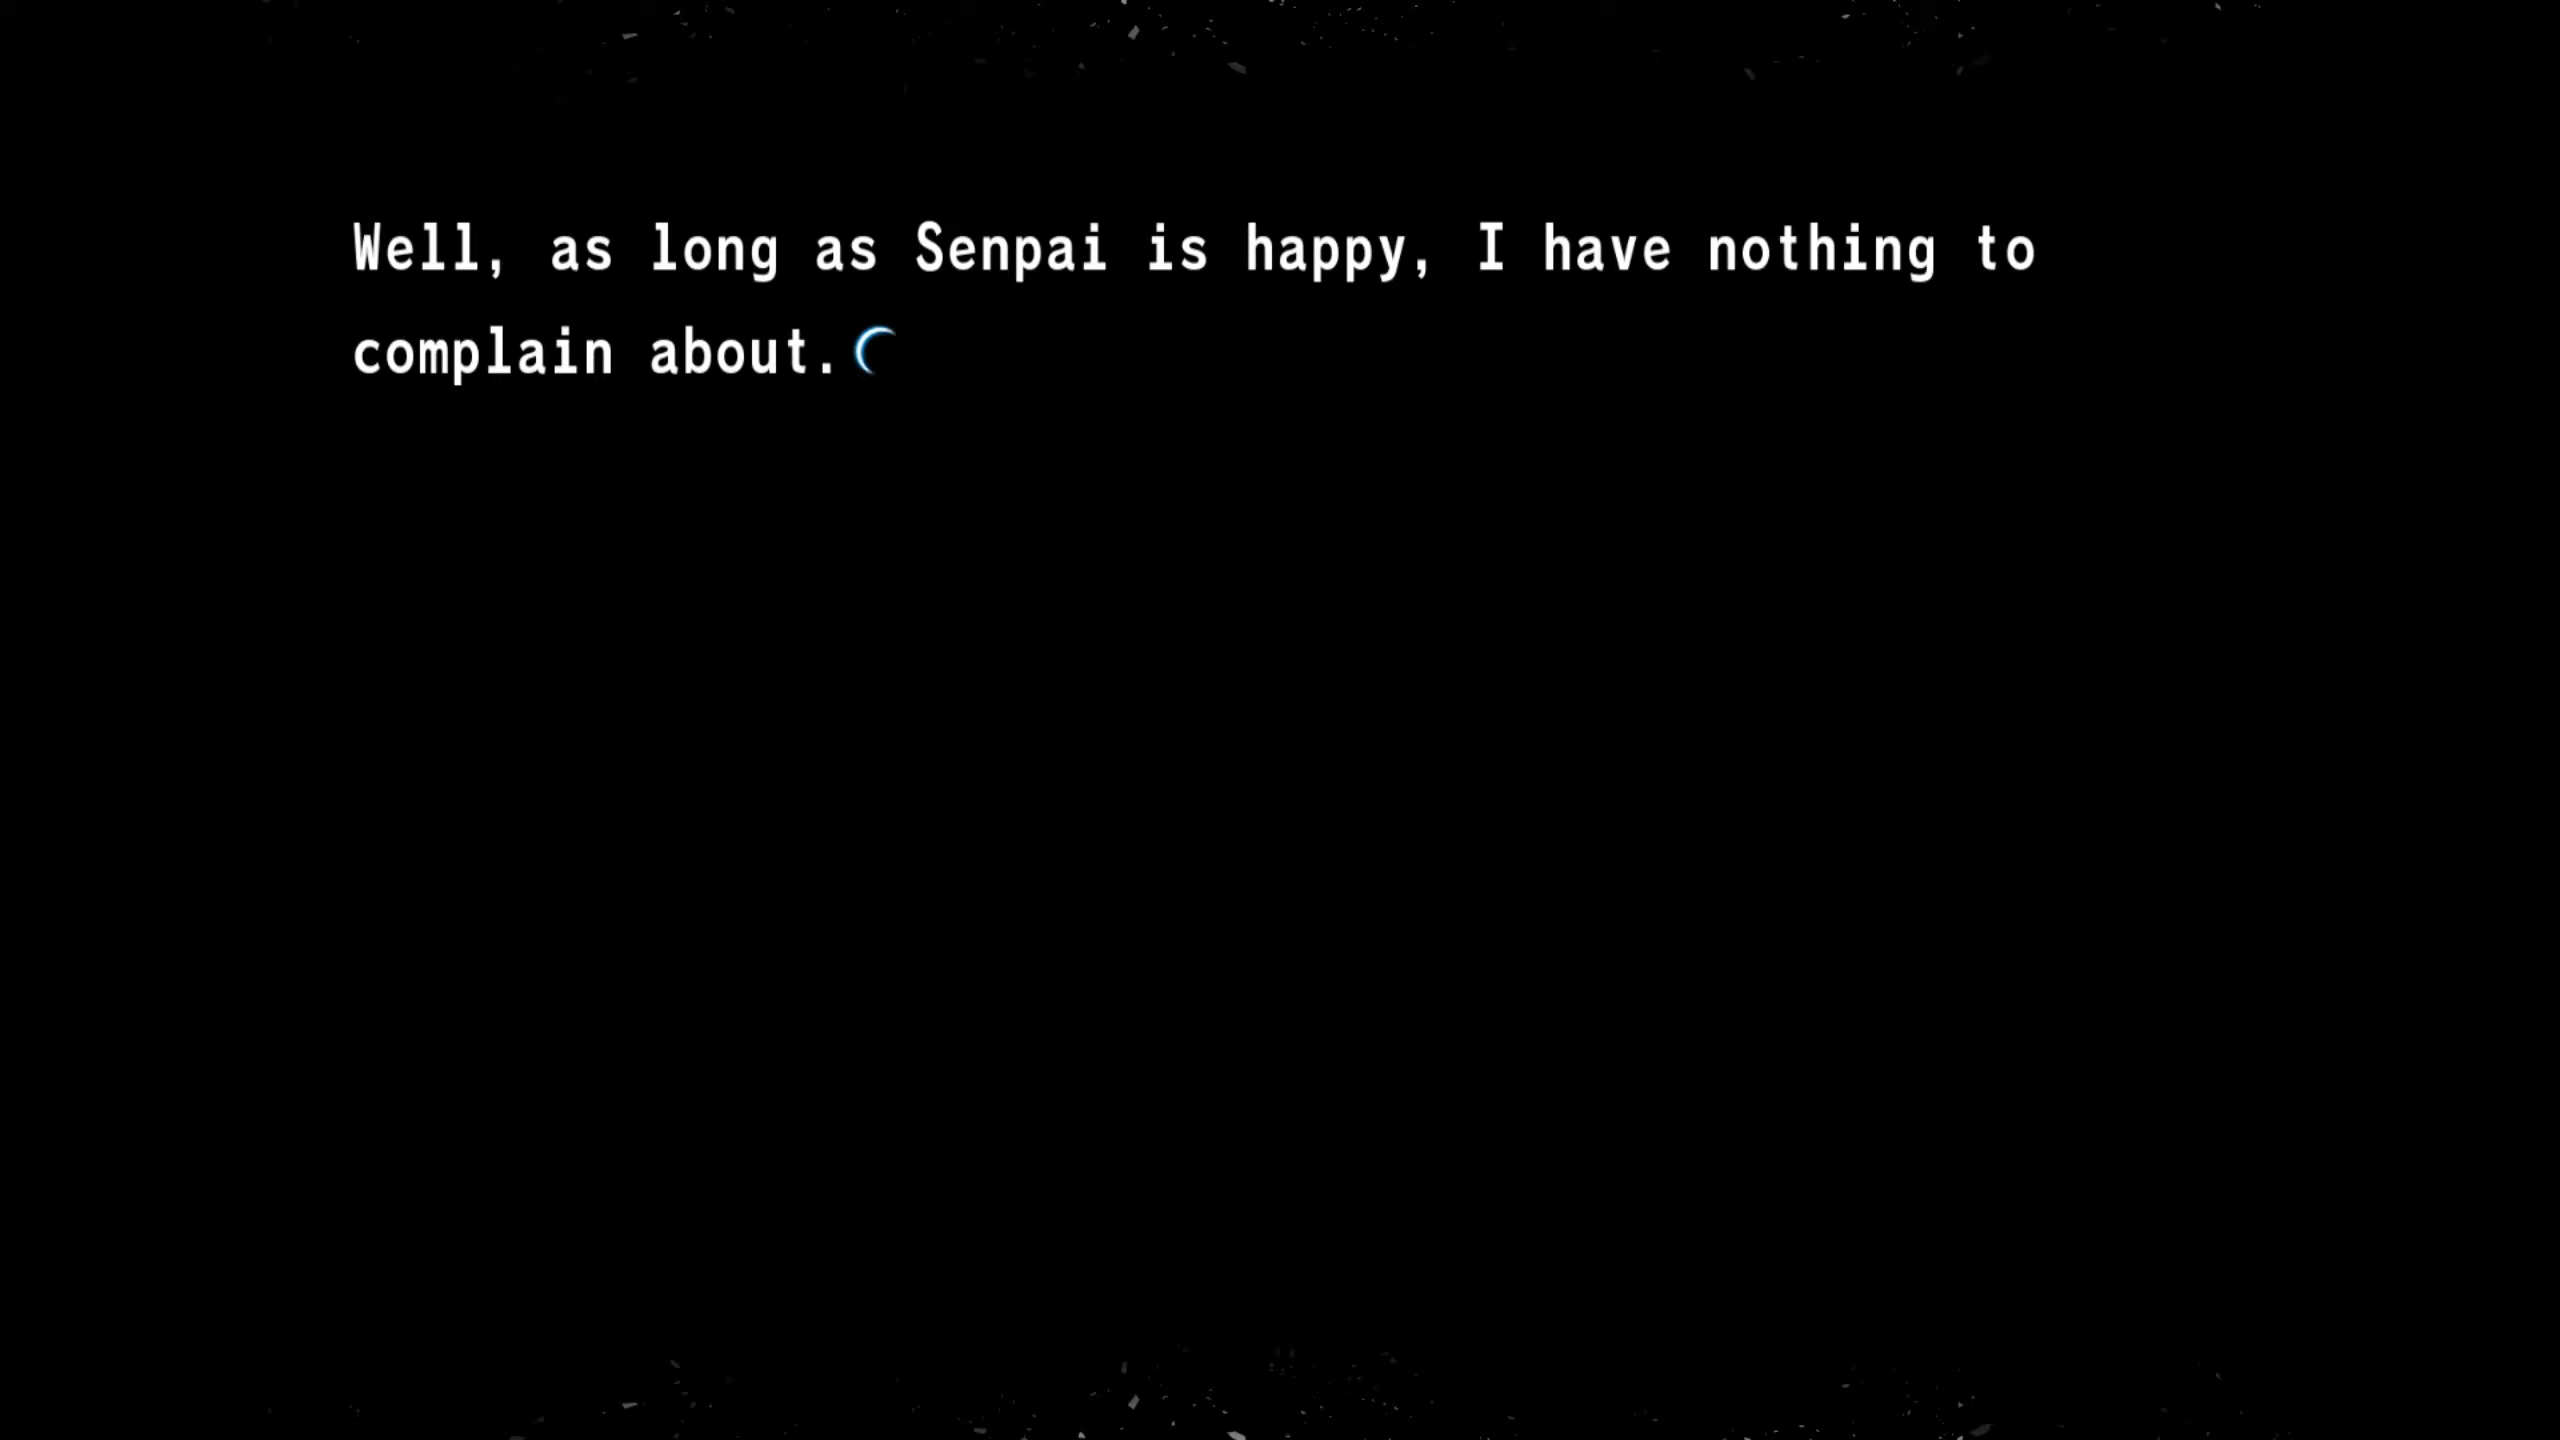 Well, as long as Senpai is happy, I have nothing to
complain about.